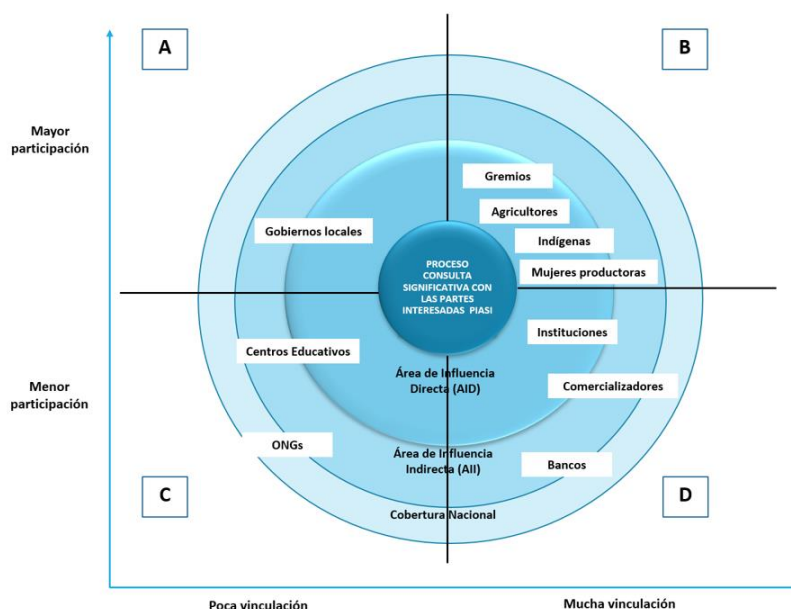 A
B
Mayor
participación
Gremios
Agricultores
Gobiernos locales
Indígenas
Mujeres productoras
PROCESO
CONSULTA
SIGNIFICATIVA CON
LAS PARTES
INTERESADAS PIASI
Instituciones
Centros Educativos
Área de Influencia
Directa (AID)
Comercializadores
Menor
participación
ONGs
Área de Influencia
Indirecta (AII)
Bancos
C
D
Cobertura Nacional
Poca vinculación
Mucha vinculación